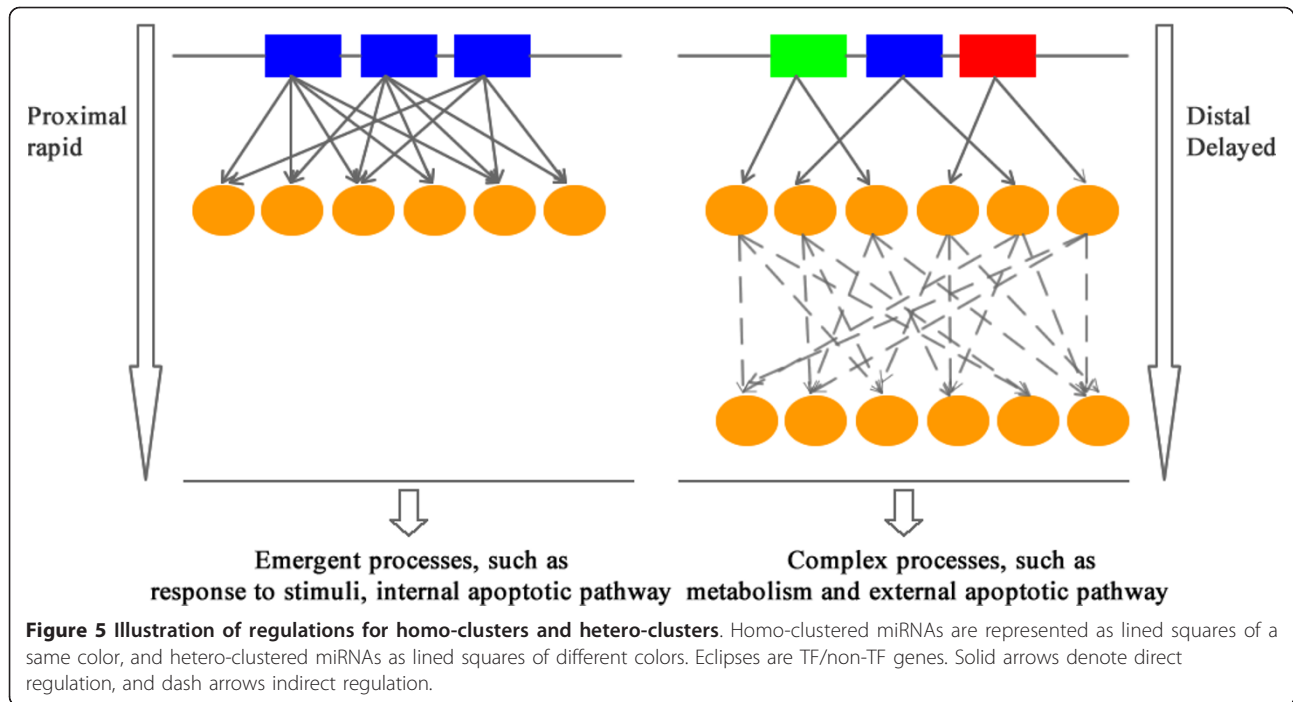 Proximal
rapid
Distal
Delayed
Emergent processes, such as
response to stimuli, internal apoptotic pathway
Complex processes, such as
metabolism and external apoptotic pathway
Figure 5 Illustration of regulations for homo-clusters and hetero-clusters. Homo-clustered miRNAs are represented as lined squares of a
same color, and hetero-clustered miRNAs as lined squares of different colors. Eclipses are TF/non-TF genes. Solid arrows denote direct
regulation, and dash arrows indirect regulation.